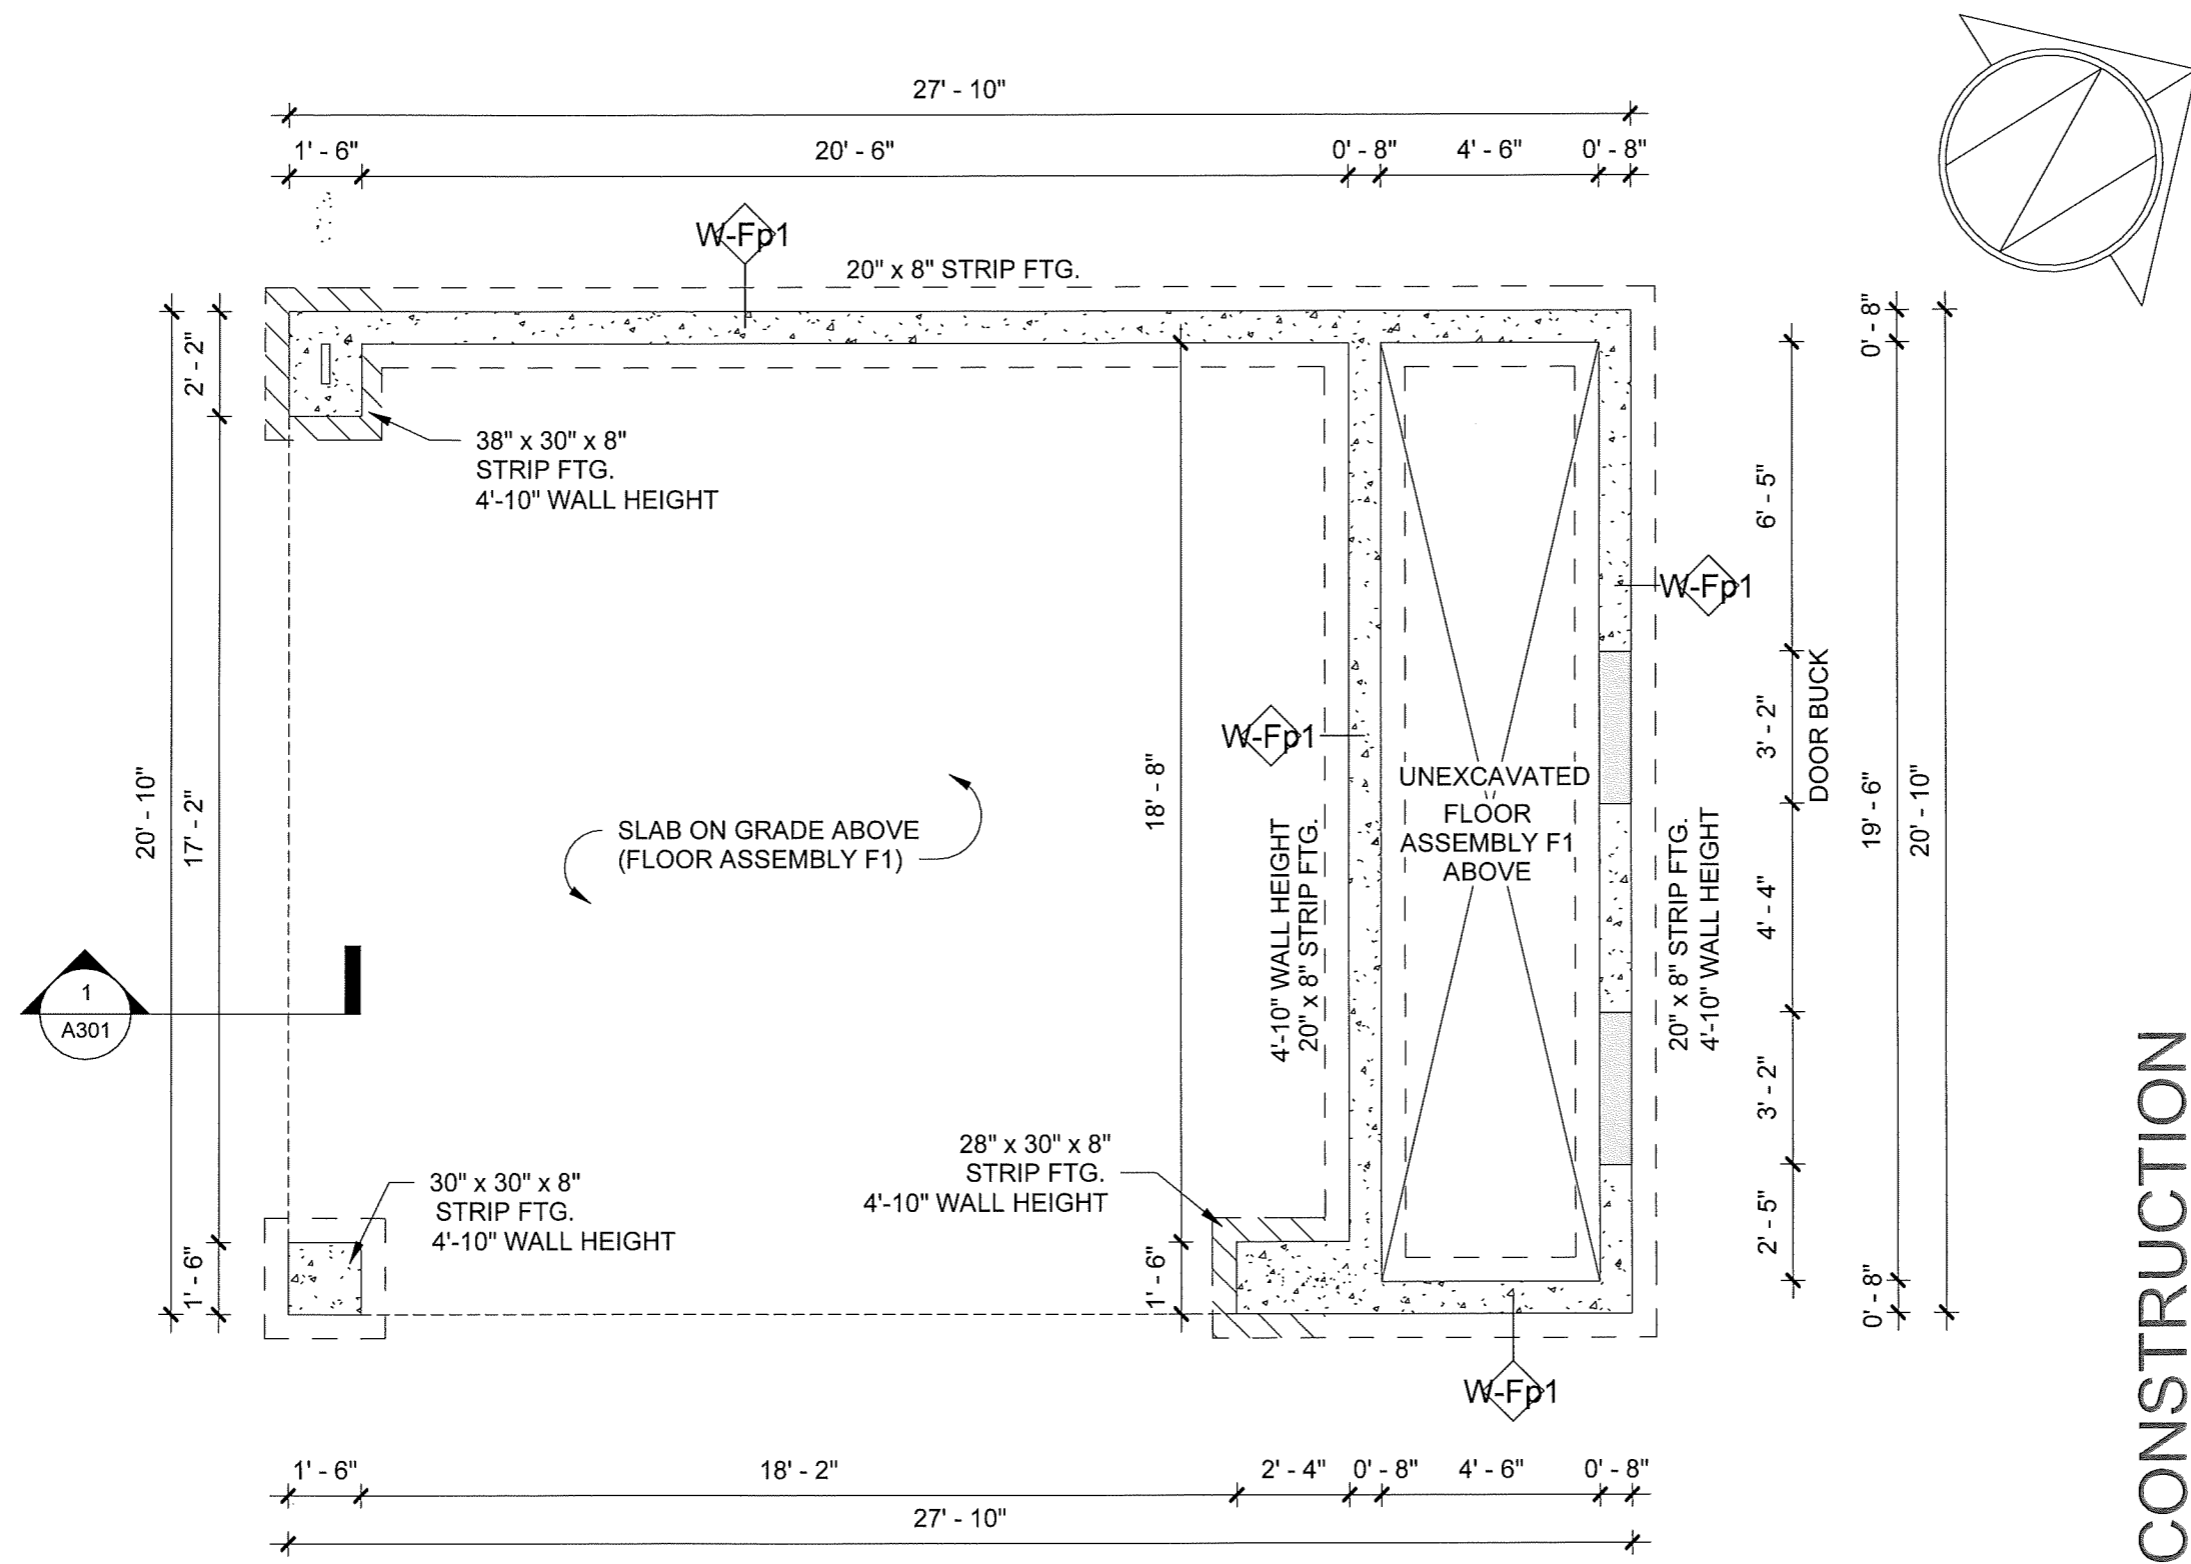 27' - 10"
1' - 6"
20' - 6"
0' - 8"
4' - 6"
0' - 8"
W-Fp1
20" x 8" STRIP FTG.
2' - 2"
20' - 10"
17' - 2"
1' - 6"
38" x 30" x 8"
STRIP FTG.
4'-10" WALL HEIGHT
SLAB ON GRADE ABOVE
(FLOOR ASSEMBLY F1)
1
A301
30" x 30" x 8"
STRIP FTG.
4'-10" WALL HEIGHT
28" x 30" x 8"
STRIP FTG.
4'-10" WALL HEIGHT
18' - 8"
1' - 6"
W-Fp1
4'-10" WALL HEIGHT
20" x 8" STRIP FTG.
UNEXCAVATED
FLOOR
ASSEMBLY F1
ABOVE
W-Fp1
20" x 8" STRIP FTG.
4'-10" WALL HEIGHT
6' - 5"
3' - 2"
DOOR BUCK
4' - 4"
3' - 2"
2' - 5"
0' - 8"
19' - 6"
0' - 8"
20' - 10"
W-Fp1
1' - 6"
18' - 2"
2' - 4"
0' - 8"
4' - 6"
0' - 8"
27' - 10"
CONSTRUCTION